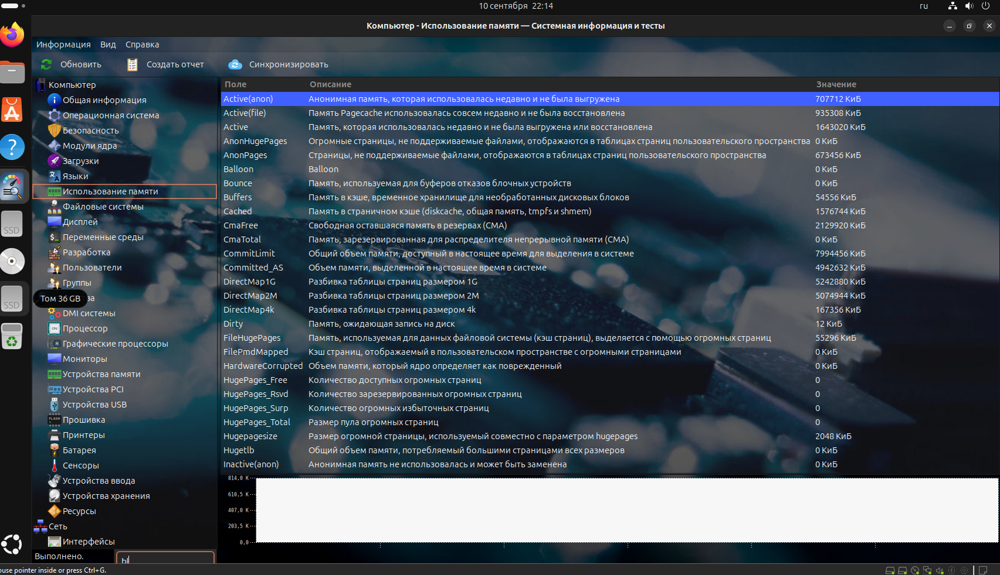 10 сентября 22:14
ru
Компьютер - Использование памяти — Системная информация и тесты
Информация Вид Справка
Обновить Создать отчет Синхронизировать
Компьютер
Общая информация
Операционная система
Безопасность
Модули ядра
Загрузки
Языки
Использование памяти
Файловые системы
Дисплей
Переменные среды
Разработка
Пользователи
Группы
Том 36 GB
DMI системы
Процессор
Графические процессоры
Мониторы
Устройства памяти
Устройства PCI
Устройства USB
Прошивка
Принтеры
Батарея
Сенсоры
Устройства ввода
Устройства хранения
Ресурсы
Сеть
Интерфейсы
Поле Описание Значение
Active(anon) Анонимная память, которая использовалась недавно и не была выгружена 707712 КиБ
Active(file) Память Pagecache использовалась совсем недавно и не была восстановлена 935308 КиБ
Active Память, которая использовалась недавно и не была выгружена или восстановлена 1643020 КиБ
AnonHugePages Огромные страницы, не поддерживаемые файлами, отображаются в таблицах страниц пользовательского пространства 0 КиБ
AnonPages Страницы, не поддерживаемые файлами, отображаются в таблицах страниц пользовательского пространства 673456 КиБ
Balloon Balloon 0 КиБ
Bounce Память, используемая для буферов отказов блочных устройств 0 КиБ
Buffers Память в кэше, временное хранилище для необработанных дисковых блоков 54556 КиБ
Cached Память в страничном кэше (diskcache, общая память, tmpfs и shmem) 1576744 КиБ
CmaFree Свободная оставшаяся память в резервах (CMA) 2129920 КиБ
CmaTotal Память, зарезервированная для распределителя непрерывной памяти (CMA) 0 КиБ
CommitLimit Общий объем памяти, доступный в настоящее время для выделения в системе 7994456 КиБ
Committed_AS Объем памяти, выделенной в настоящее время в системе 4942632 КиБ
DirectMap1G Разбивка таблицы страниц размером 1G 5242880 КиБ
DirectMap2M Разбивка таблицы страниц размером 2M 5074944 КиБ
DirectMap4k Разбивка таблицы страниц размером 4k 167356 КиБ
Dirty Память, ожидающая запись на диск 12 КиБ
FileHugePages Память, используемая для данных файловой системы (кэш страниц), выделяется с помощью огромных страниц 55296 КиБ
FilePmdMapped Кэш страниц, отображаемый в пользовательском пространстве с огромными страницами 0 КиБ
HardwareCorrupted Объем памяти, который ядро определяет как поврежденный 0 КиБ
HugePages_Free Количество доступных огромных страниц 0
HugePages_Rsvd Количество зарезервированных огромных страниц 0
HugePages_Surp Количество огромных избыточных страниц 0
HugePages_Total Размер пула огромных страниц 0
Hugepagesize Размер огромной страницы, используемый совместно с параметром hugepages 2048 КиБ
Hugetlb Общий объем памяти, потребляемый большими страницами всех размеров 0 КиБ
Inactive(anon) Анонимная память не использовалась и может быть заменена 0 КиБ
814,0 K
610,5 K
407,0 K
203,5 K
0,0
Выполнено.
ы
ouse pointer inside or press Ctrl+G.
SSD
SSD